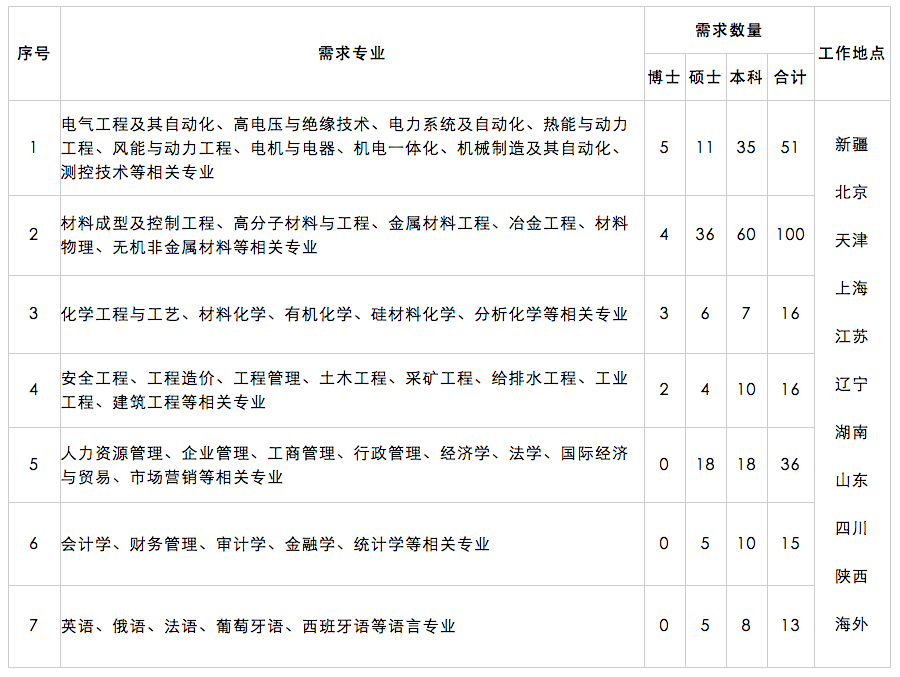 序号
需求专业
需求数量
工作地点
博士 硕士 本科 合计
1
电气工程及其自动化、高电压与绝缘技术、电力系统及自动化、热能与动力
工程、风能与动力工程、电机与电器、机电一体化、机械制造及其自动化、
测控技术等相关专业
5 11 35 51
2
材料成型及控制工程、高分子材料与工程、金属材料工程、冶金工程、材料
物理、无机非金属材料等相关专业
4 36 60 100
3
化学工程与工艺、材料化学、有机化学、硅材料化学、分析化学等相关专业
3 6 7 16
4
安全工程、工程造价、工程管理、土木工程、采矿工程、给排水工程、工业
工程、建筑工程等相关专业
2 4 10 16
5
人力资源管理、企业管理、工商管理、行政管理、经济学、法学、国际经济
与贸易、市场营销等相关专业
0 18 18 36
6
会计学、财务管理、审计学、金融学、统计学等相关专业
0 5 10 15
7
英语、俄语、法语、葡萄牙语、西班牙语等语言专业
0 5 8 13
新疆
北京
天津
上海
江苏
辽宁
湖南
山东
四川
陕西
海外